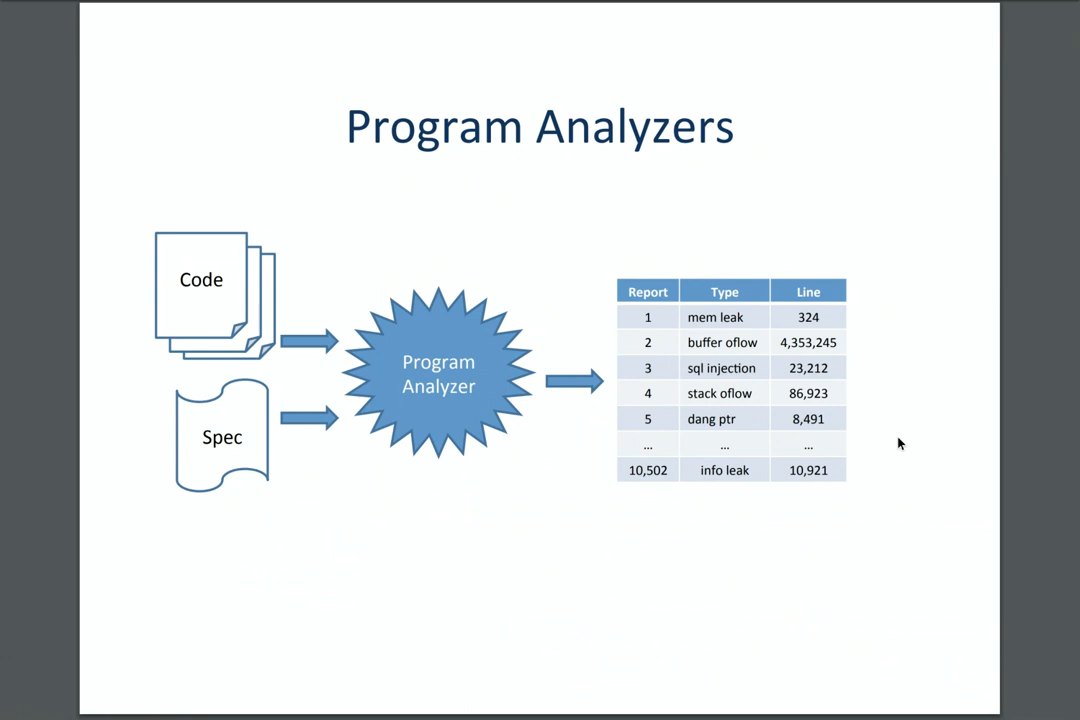 Program Analyzers
Code
Spec
Program
Analyzer
Report Type Line
1 mem leak 324
2 buffer oflow 4,353,245
3 sql injection 23,212
4 stack oflow 86,923
5 dang ptr 8,491
... ... ...
10,502 info leak 10,921